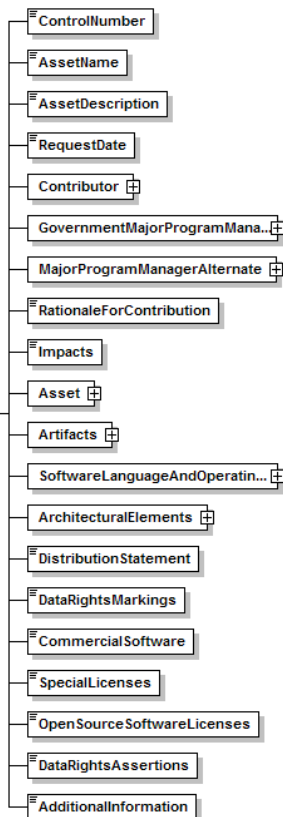 ControlNumber
AssetName
AssetDescription
RequestDate
Contributor
GovernmentMajorProgramMana...
MajorProgramManagerAlternate
RationaleForContribution
Impacts
Asset
Artifacts
SoftwareLanguageAndOperatin...
ArchitecturalElements
DistributionStatement
DataRightsMarkings
CommercialSoftware
SpecialLicenses
OpenSourceSoftwareLicenses
DataRightsAssertions
AdditionalInformation